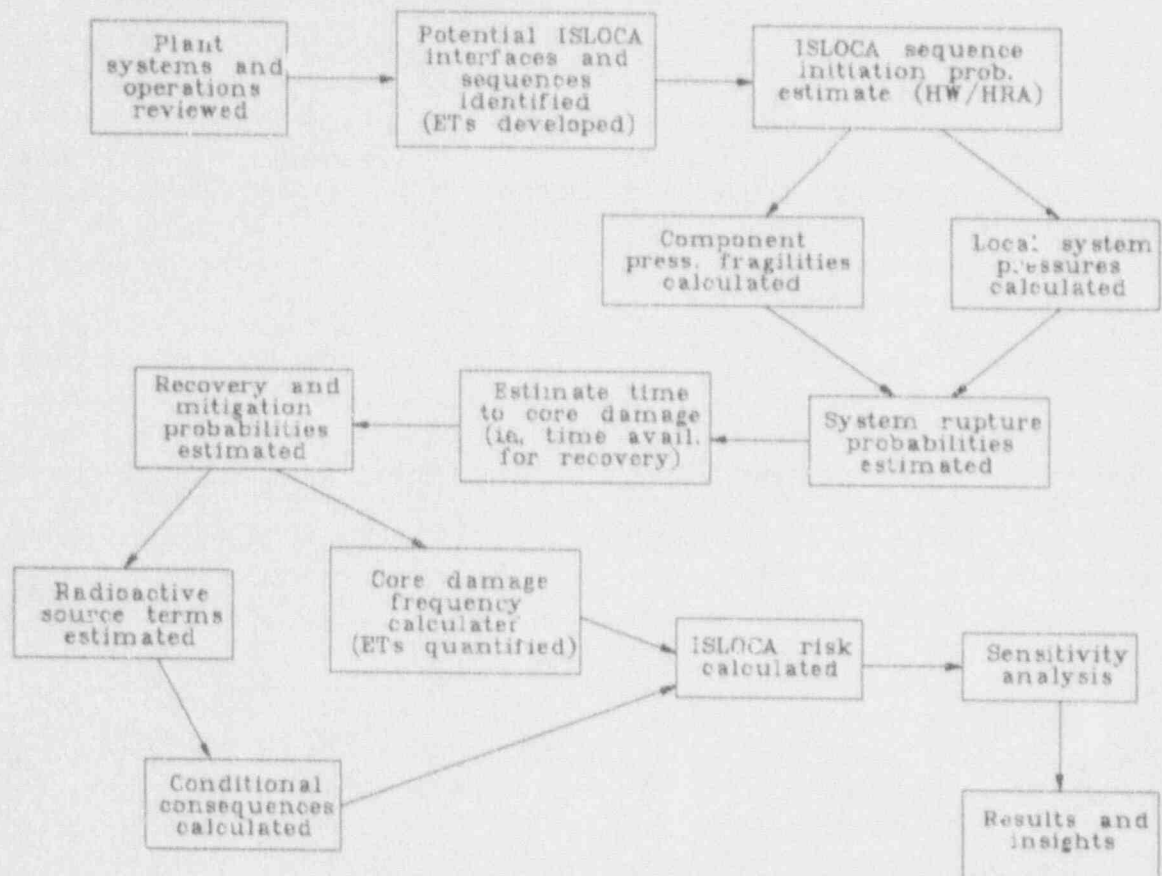 Plant
systems and
operations
reviewed
Potential ISLOCA
interfaces and
sequences
identified
(ETs developed)
ISLOCA sequence
initiation prob.
estimate (HW/HRA)
Component
press. fragilities
calculated
Local system
pressures
calculated
Recovery and
mitigation
probabilities
estimated
Estimate time
to core damage
(ie, time avail.
for recovery)
System rupture
probabilities
estimated
Radioactive
source terms
estimated
Core damage
frequency
calculater
(ETs quantified)
ISLOCA risk
calculated
Sensitivity
analysis
Conditional
consequences
calculated
Results and
insights